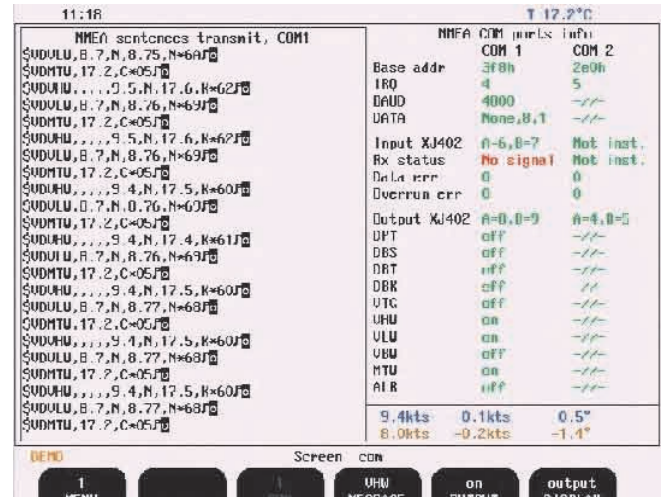 11:18
T 17.2°C
NMEA sentences transmit, COM1
$VDVLW,8.7,N,8.75,N*6A
$VDMTW,17.2,C*05
$VDVHW,,,,,9.5,N,17.6,K*62
$VDVLW,8.7,N,8.76,N*69
$VDMTW,17.2,C*05
$VDVHW,,,,,9.5,N,17.6,K*62
$VDVLW,8.7,N,8.76,N*69
$VDMTW,17.2,C*05
$VDVHW,,,,,9.4,N,17.5,K*60
$VDVLW,8.7,N,8.76,N*69
$VDMTW,17.2,C*05
$VDVHW,,,,,9.4,N,17.4,K*61
$VDVLW,8.7,N,8.76,N*69
$VDMTW,17.2,C*05
$VDVHW,,,,,9.4,N,17.5,K*60
$VDVLW,8.7,N,8.77,N*68
$VDMTW,17.2,C*05
$VDVHW,,,,,9.4,N,17.5,K*60
$VDVLW,8.7,N,8.77,N*68
$VDMTW,17.2,C*05
$VDVHW,,,,,9.4,N,17.5,K*60
$VDVLW,8.7,N,8.77,N*68
$VDMTW,17.2,C*05
NMEA COM ports info
COM 1 COM 2
Base addr 3f8h 2e0h
IRQ 4 5
BAUD 4800 -//-
DATA None,8,1 -//-
Input XJ402 A=6,B=7 Not inst.
Rx status No signal Not inst.
Data err 0 0
Overrun err 0 0
Output XJ402 A=8,B=9 A=4,B=5
DPT off -//-
DBS off -//-
DBT off -//-
DBK off -//-
VTG off -//-
VHW on -//-
VLW on -//-
VBW off -//-
MTW on -//-
ALR off -//-
9.4kts 0.1kts 0.5°
8.0kts -0.2kts -1.4°
DEMO
Screen com
1 MENU
VHW MESSAGE
on OUTPUT
output DISPLAY